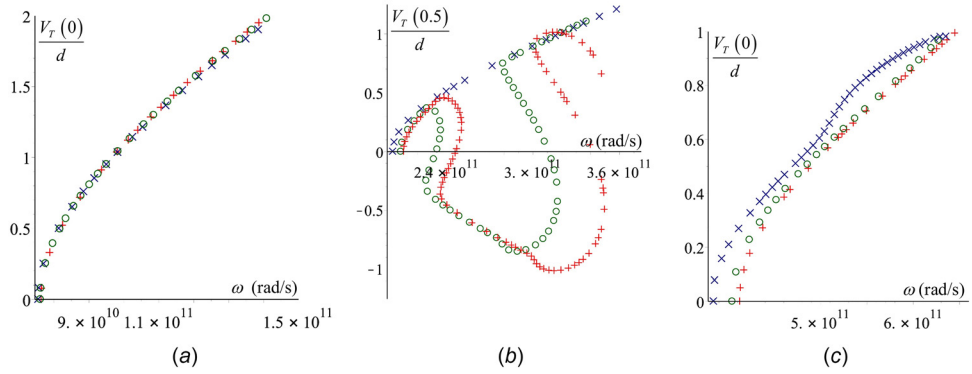 2
V_T (0)
d
1.5
1
0.5
0
ω (rad/s)
9. × 10^10 1.1 × 10^11 1.5 × 10^11
(a)
1
V_T (0.5)
d
0.5
0
ω (rad/s)
2.4 × 10^11 3. × 10^11 3.6 × 10^11
-0.5
-1
(b)
1
V_T (0)
d
0.8
0.6
0.4
0.2
0
ω (rad/s)
5. × 10^11 6. × 10^11
(c)